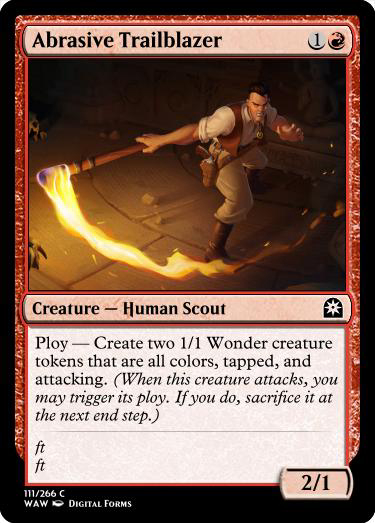 Abrasive Trailblazer 1
Creature — Human Scout
Ploy — Create two 1/1 Wonder creature
tokens that are all colors, tapped, and
attacking. (When this creature attacks, you
may trigger its ploy. If you do, sacrifice it at
the next end step.)
ft
ft
2/1
111/266 C
WAW Digital Forms